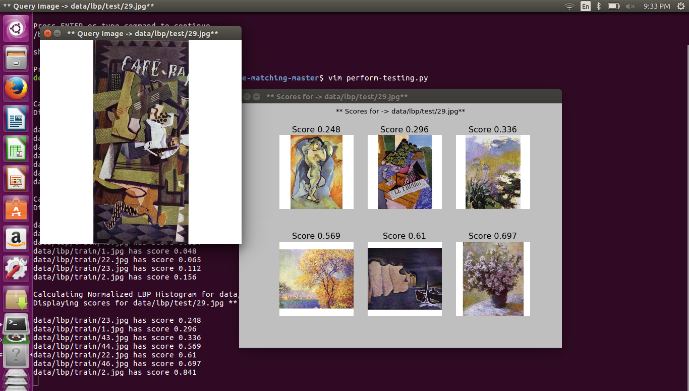 ** Query Image -> data/lbp/test/29.jpg**
En
9:33 PM
Press ENTER or type command to continue
** Query Image -> data/lbp/test/29.jpg**
CAFÉ-BAR
e-matching-master$ vim perform-testing.py
** Scores for -> data/lbp/test/29.jpg**
** Scores for -> data/lbp/test/29.jpg**
Score 0.248
Score 0.296
Score 0.336
Score 0.569
Score 0.61
Score 0.697
data/lbp/train/1.jpg has score 0.048
data/lbp/train/22.jpg has score 0.065
data/lbp/train/23.jpg has score 0.112
data/lbp/train/2.jpg has score 0.156
Calculating Normalized LBP Histogram for data/
Displaying scores for data/lbp/test/29.jpg **
data/lbp/train/23.jpg has score 0.248
data/lbp/train/1.jpg has score 0.296
data/lbp/train/43.jpg has score 0.336
data/lbp/train/44.jpg has score 0.569
data/lbp/train/22.jpg has score 0.61
data/lbp/train/46.jpg has score 0.697
data/lbp/train/2.jpg has score 0.841